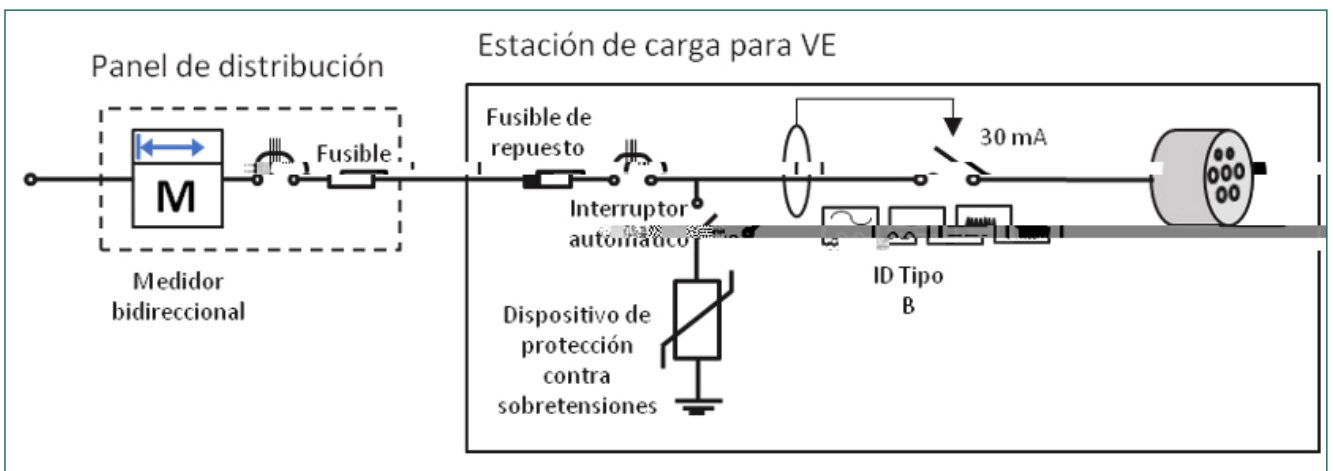 Estación de carga para VE
Panel de distribución
Fusible de
repuesto
30 mA
Fusible
M
Interruptor
automático
ID Tipo
B
Medidor
bidireccional
Dispositivo de
protección
contra
sobretensiones